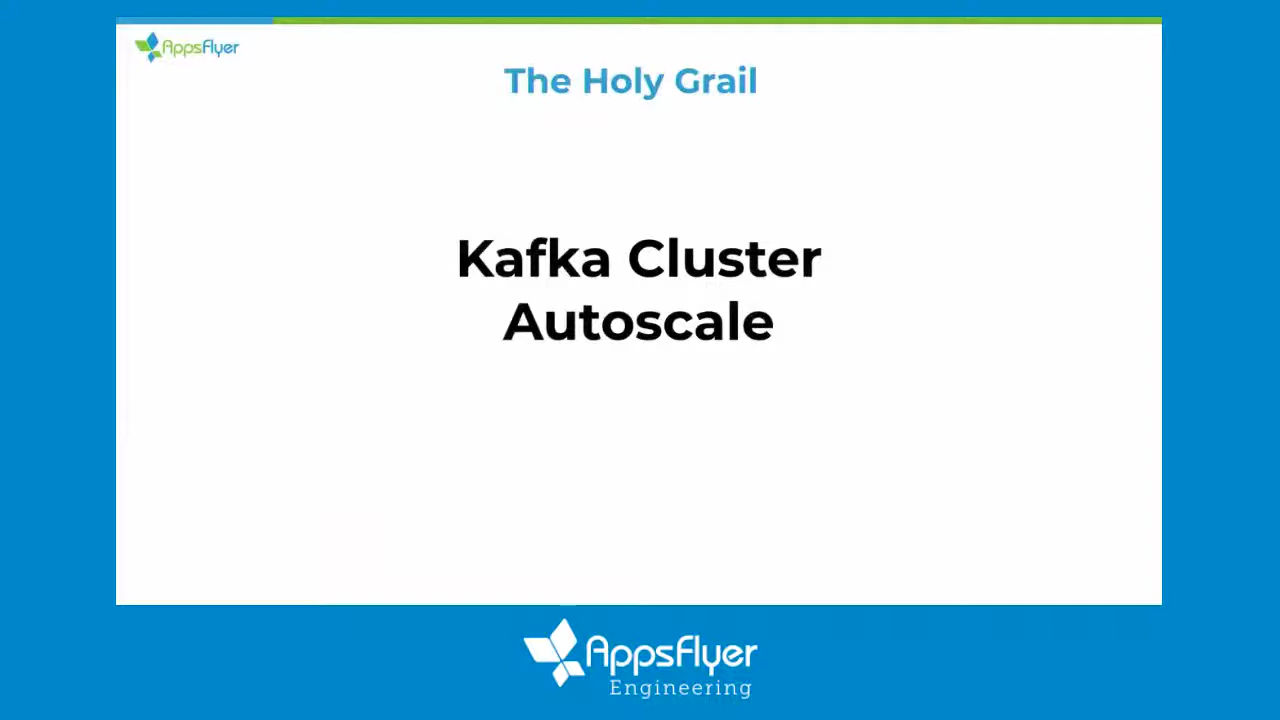 AppsFlyer
The Holy Grail
Kafka Cluster
Autoscale
AppsFlyer
Engineering